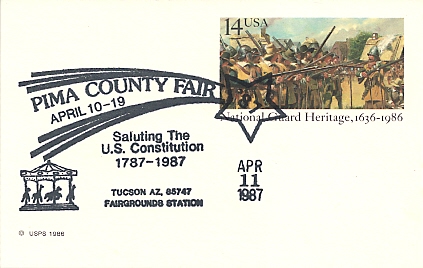 14 USA
PIMA COUNTY FAIR
APRIL 10-19
National Guard Heritage, 1636-1986
Saluting The
U.S. Constitution
1787-1987
APR
11
1987
TUCSON AZ, 85747
FAIRGROUNDS STATION
© USPS 1986